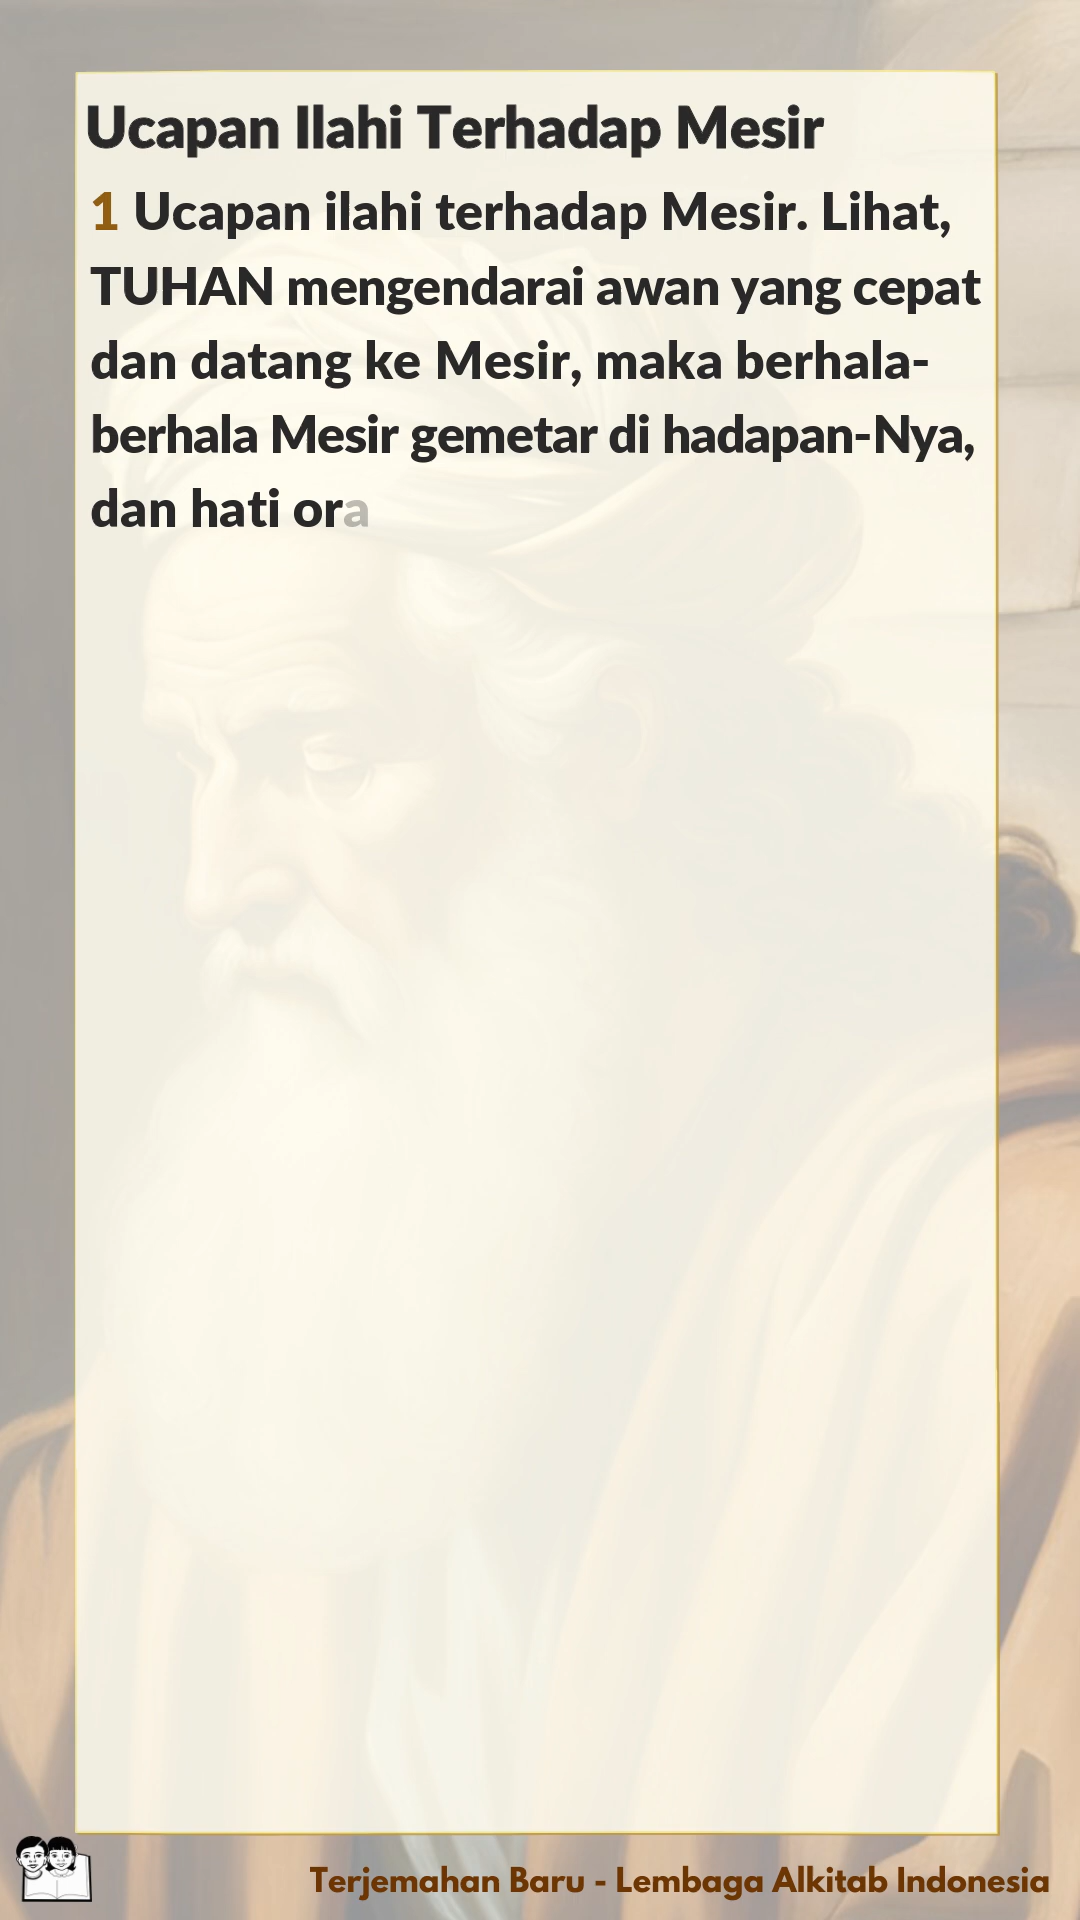 Ucapan Ilahi Terhadap Mesir
1 Ucapan ilahi terhadap Mesir. Lihat,
TUHAN mengendarai awan yang cepat
dan datang ke Mesir, maka berhala-
berhala Mesir gemetar di hadapan-Nya,
dan hati ora
Terjemahan Baru - Lembaga Alkitab Indonesia